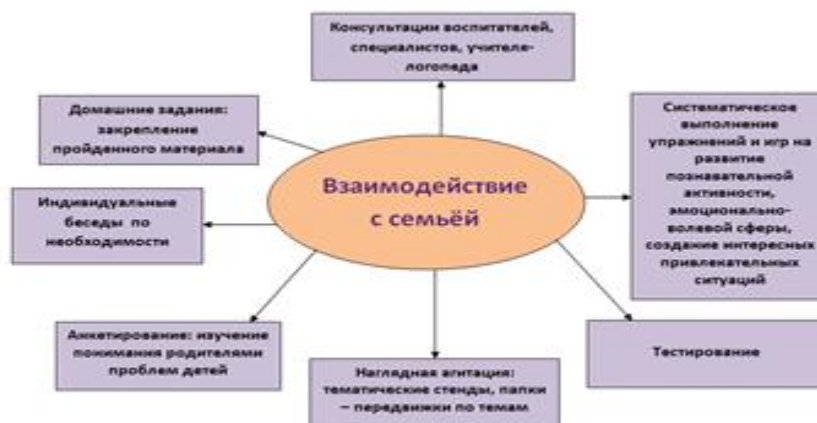 Консультации воспитателей,
специалистов, учителя-
логопеда
Домашние задания:
закрепление
пройденного материала
Систематическое
выполнение
упражнений и игр на
развитие
познавательной
активности,
эмоционально-
волевой сферы,
создание интересных
привлекательных
ситуаций
Взаимодействие
с семьёй
Индивидуальные
беседы по
необходимости
Анкетирование: изучение
понимания родителями
проблем детей
Наглядная агитация:
тематические стенды, папки
– передвижки по темам
Тестирование